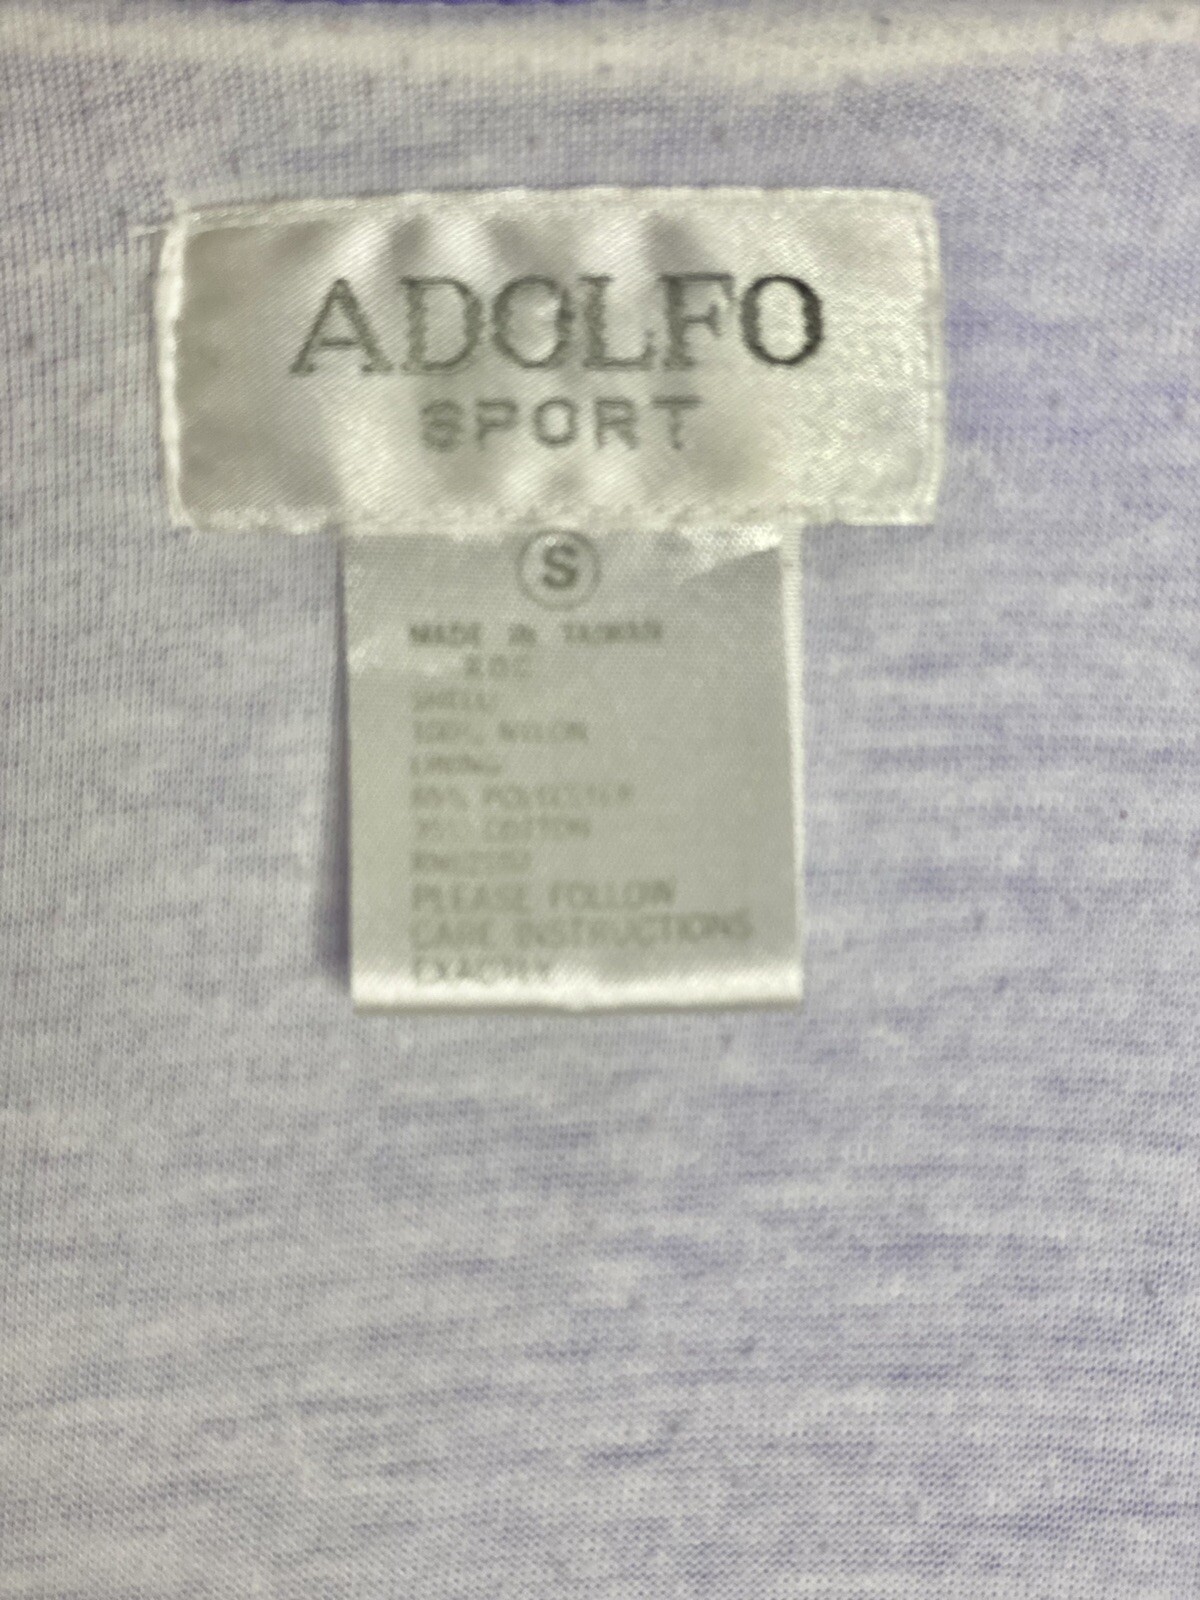 ADOLFO
SPORT
S
MADE IN TAIWAN
R.O.C.
SHELL:
100% NYLON
LINING:
65% POLYESTER
35% COTTON
PLEASE FOLLOW
CARE INSTRUCTIONS
EXACTLY